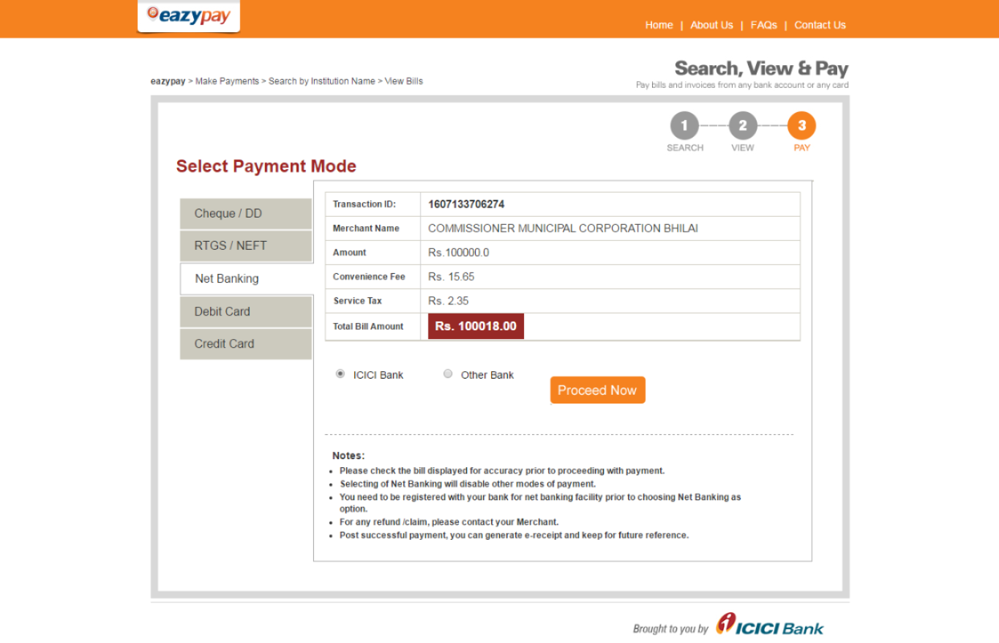 eazypay
Home | About Us | FAQs | Contact Us
Search, View & Pay
Pay bills and invoices from any bank account or any card
eazypay > Make Payments > Search by Institution Name > View Bills
1 2 3
SEARCH VIEW PAY
Select Payment Mode
Cheque / DD
RTGS / NEFT
Net Banking
Debit Card
Credit Card
Transaction ID: 1607133706274
Merchant Name COMMISSIONER MUNICIPAL CORPORATION BHILAI
Amount Rs.100000.0
Convenience Fee Rs. 15.65
Service Tax Rs. 2.35
Total Bill Amount Rs. 100018.00
ICICI Bank Other Bank
Proceed Now
Notes:
• Please check the bill displayed for accuracy prior to proceeding with payment.
• Selecting of Net Banking will disable other modes of payment.
• You need to be registered with your bank for net banking facility prior to choosing Net Banking as
option.
• For any refund /claim, please contact your Merchant.
• Post successful payment, you can generate e-receipt and keep for future reference.
Brought to you by ICICI Bank